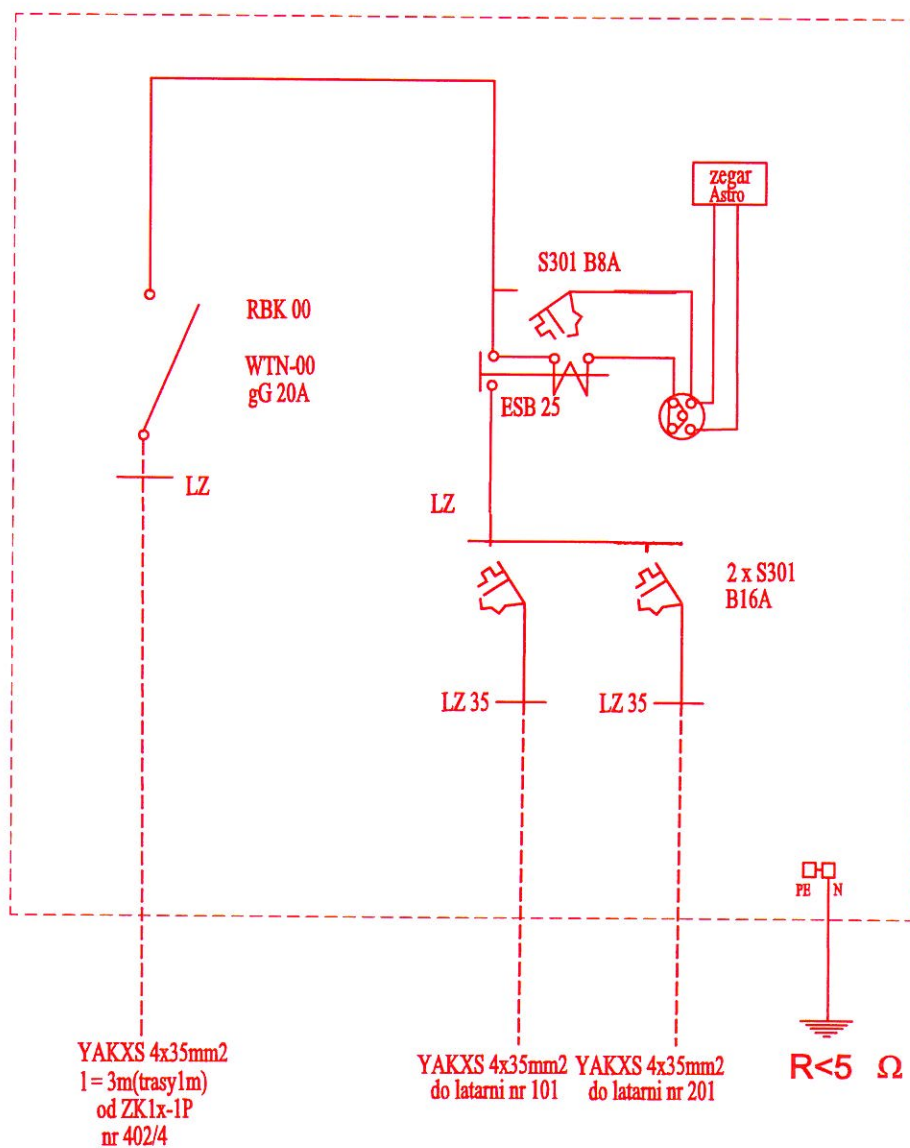 zegar
Astro
S301 B8A
RBK 00
WTN-00
gG 20A
ESB 25
LZ
LZ
2 x S301
B16A
LZ 35
LZ 35
PE
N
YAKXS 4x35mm2
l = 3m(trasy1m)
od ZK1x-1P
nr 402/4
YAKXS 4x35mm2
do latarni nr 101
YAKXS 4x35mm2
do latarni nr 201
R<5 Ω